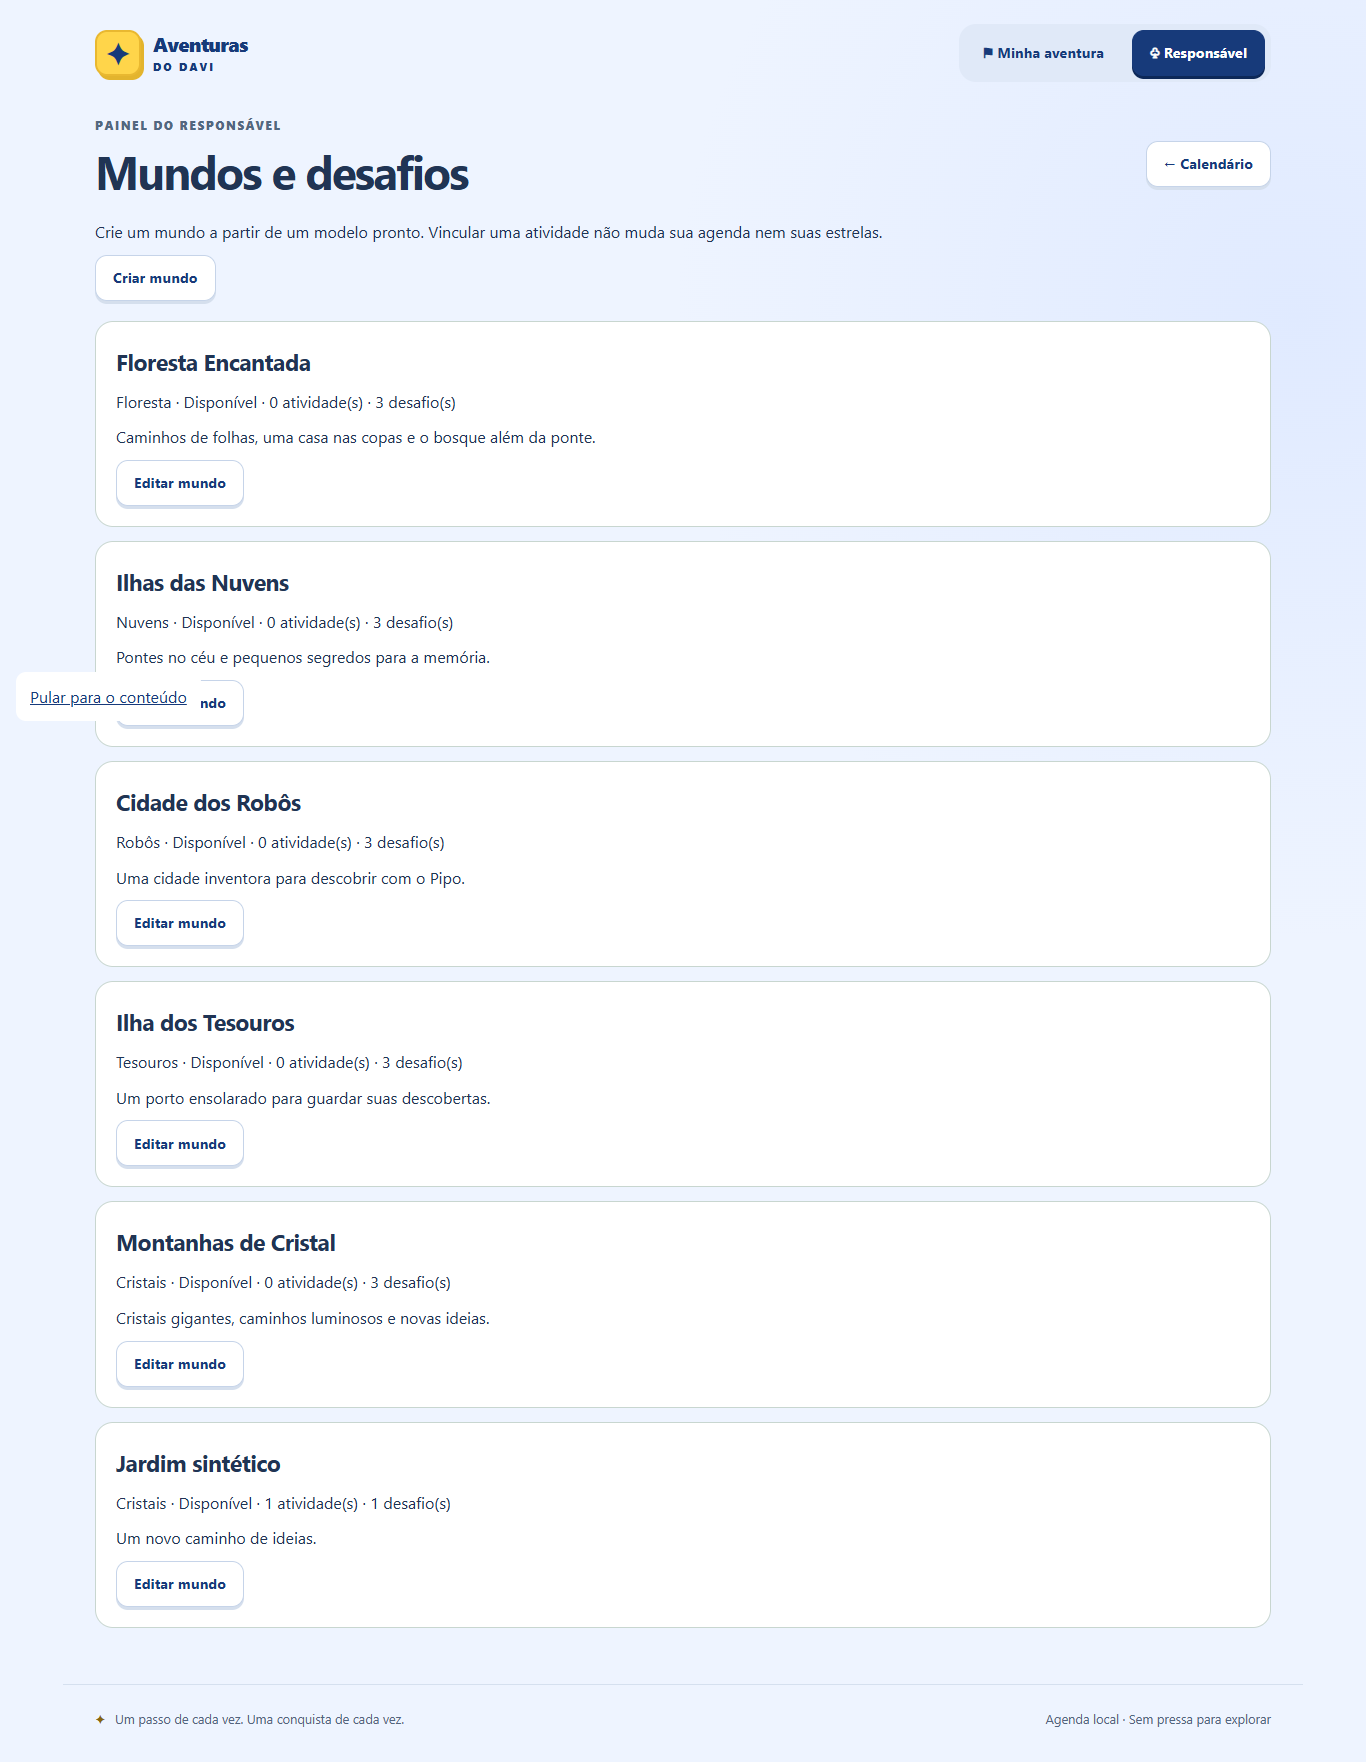 Aventuras
DO DAVI
Minha aventura
Responsável
PAINEL DO RESPONSÁVEL
Mundos e desafios
← Calendário
Crie um mundo a partir de um modelo pronto. Vincular uma atividade não muda sua agenda nem suas estrelas.
Criar mundo
Floresta Encantada
Floresta · Disponível · 0 atividade(s) · 3 desafio(s)
Caminhos de folhas, uma casa nas copas e o bosque além da ponte.
Editar mundo
Ilhas das Nuvens
Nuvens · Disponível · 0 atividade(s) · 3 desafio(s)
Pontes no céu e pequenos segredos para a memória.
Pular para o conteúdo
ndo
Cidade dos Robôs
Robôs · Disponível · 0 atividade(s) · 3 desafio(s)
Uma cidade inventora para descobrir com o Pipo.
Editar mundo
Ilha dos Tesouros
Tesouros · Disponível · 0 atividade(s) · 3 desafio(s)
Um porto ensolarado para guardar suas descobertas.
Editar mundo
Montanhas de Cristal
Cristais · Disponível · 0 atividade(s) · 3 desafio(s)
Cristais gigantes, caminhos luminosos e novas ideias.
Editar mundo
Jardim sintético
Cristais · Disponível · 1 atividade(s) · 1 desafio(s)
Um novo caminho de ideias.
Editar mundo
Um passo de cada vez. Uma conquista de cada vez.
Agenda local · Sem pressa para explorar